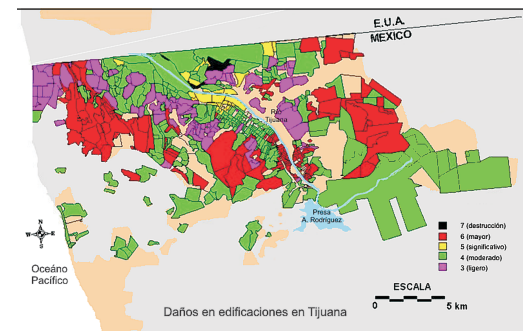 E.U.A.
MEXICO
Río
Tijuana
Presa
A. Rodríguez
N
W
E
S
Oceáno
Pacífico
7 (destrucción)
6 (mayor)
5 (significativo)
4 (moderado)
3 (ligero)
ESCALA
0
5 km
Daños en edificaciones en Tijuana